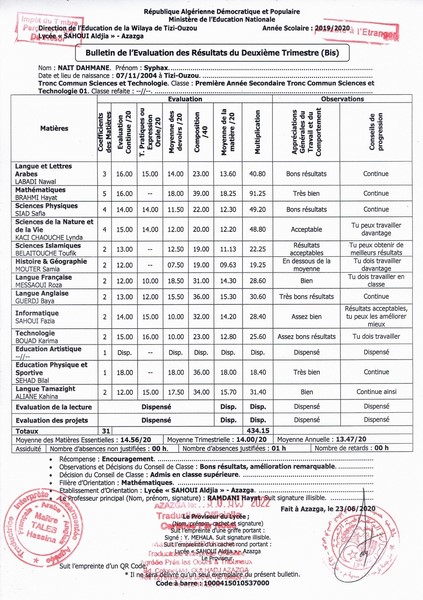 République Algérienne Démocratique et Populaire
Ministère de l'Education Nationale
Direction de l'Education de la Wilaya de Tizi-Ouzou
Année Scolaire : 2019/2020
Lycée « SAHOUI Aldjia » - Azazga
Bulletin de l'Evaluation des Résultats du Deuxième Trimestre (Bis)
Nom : NAIT DAHMANE. Prénom : Syphax.
Date et lieu de naissance : 07/11/2004 à Tizi-Ouzou.
Tronc Commun Sciences et Technologie. Classe : Première Année Secondaire Tronc Commun Sciences et
Technologie 01. Classe refaite : --//--.
Evaluation Observations
Matières Coefficients des Matières Evaluation Continue /20 T. Pratiques ou Expression Orale/20 Moyenne des devoirs /20 Composition /40 Moyenne de la matière /20 Multiplication Appréciations Générales du Travail et du Comportement Conseils de progression
Langue et Lettres Arabes LABADI Nawal 3 16.00 15.00 14.00 23.00 13.60 40.80 Bons résultats Continue
Mathématiques BRAHMI Hayat 5 16.00 -- 18.00 39.00 18.25 91.25 Très bien Continue
Sciences Physiques SIAD Safia 4 14.00 14.00 11.50 22.00 12.30 49.20 Bons résultats Continue
Sciences de la Nature et de la Vie KACI CHAOUCHE Lynda 4 15.00 14.00 12.00 20.00 12.20 48.80 Acceptable Tu peux travailler davantage
Sciences Islamiques BELAITOUCHE Toufik 2 13.00 -- 12.50 19.00 11.13 22.25 Résultats acceptables Tu peux obtenir de meilleurs résultats
Histoire & Géographie MOUTER Samia 2 12.00 -- 07.50 19.00 09.63 19.25 En dessous de la moyenne Tu dois travailler davantage
Langue Française MESSAOUI Roza 2 12.00 10.00 18.50 31.00 14.30 28.60 Bien Tu dois travailler en classe
Langue Anglaise GUERDJ Baya 2 13.00 12.00 12.00 36.00 15.30 30.60 Très bons résultats Continue
Informatique SAHOUI Fazia 2 14.00 15.00 10.00 32.00 14.20 28.40 Assez bien Résultats acceptables, tu peux les améliorer mieux
Technologie BOUAD Karima 2 15.00 16.00 10.00 23.00 12.80 25.60 Assez bons résultats Tu dois travailler
Education Artistique --//-- 1 Disp. -- Disp. Disp. Disp. Disp. Dispensé Dispensé
Education Physique et Sportive SEHAD Bilal 1 18.00 -- 18.00 36.00 18.00 18.40 Très bien Continue
Langue Tamazight ALIANE Kahina 2 12.00 15.00 17.50 34.00 15.70 31.40 Bien Continue ainsi
Evaluation de la lecture Dispensé Disp. Disp. Dispensé Dispensé
Evaluation des projets Dispensé Disp. Disp. Dispensé Dispensé
Totaux 31 434.15
Moyenne des Matières Essentielles : 14.56/20 Moyenne Trimestrielle : 14.00/20 Moyenne Annuelle : 13.47/20
Assiduité Nombre d'absences non justifiées : 00 h. Nombre d'absences justifiées : 01 h Nombre de retards : 00 h
• Récompense : Encouragement.
• Observations et Décisions du Conseil de Classe : Bons résultats, amélioration remarquable.
• Décision du Conseil de Classe : Admis en classe supérieure.
• Filière d'Orientation : Mathématiques.
• Etablissement d'Orientation : Lycée « SAHOUI Aldjia » - Azazga.
• Le Professeur principal (Nom, prénom, signature) : RAMDANI Hayat. Suit signature illisible.
Fait à Azazga, le 23/06/2020
Le Proviseur du Lycée ;
(Nom, prénom, cachet et signature)
Suit l'empreinte d'une griffe portant :
Signé : Y. MEHALA. Suit signature illisible.
Suit l'empreinte d'un cachet rond portant :
Lycée « SAHOUI Aldjia » - Azazga
Le Proviseur.
Suit l'empreinte d'un QR Code.
* Il ne sera délivré qu'un seul exemplaire du présent bulletin.
Code à barre : 1000415010537000
Maître
TALEB
Hassina